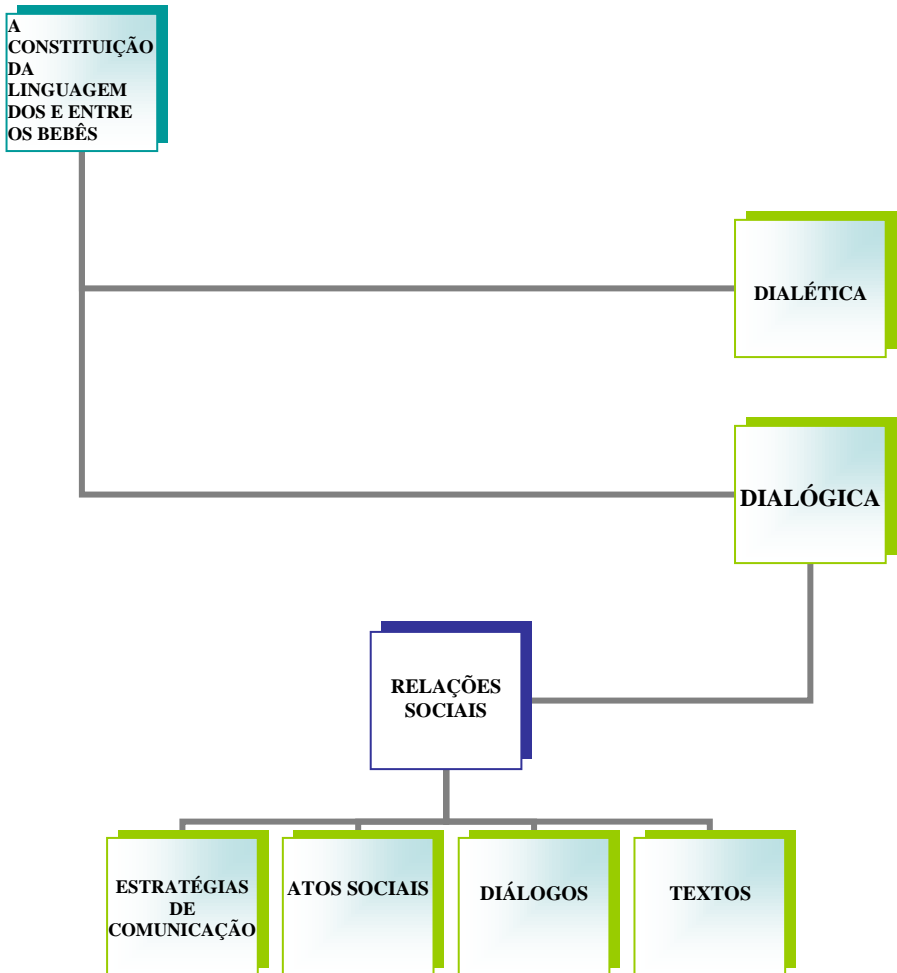 A
CONSTITUIÇÃO
DA
LINGUAGEM
DOS E ENTRE
OS BEBÊS
DIALÉTICA
DIALÓGICA
RELAÇÕES
SOCIAIS
ESTRATÉGIAS
DE
COMUNICAÇÃO
ATOS SOCIAIS
DIÁLOGOS
TEXTOS